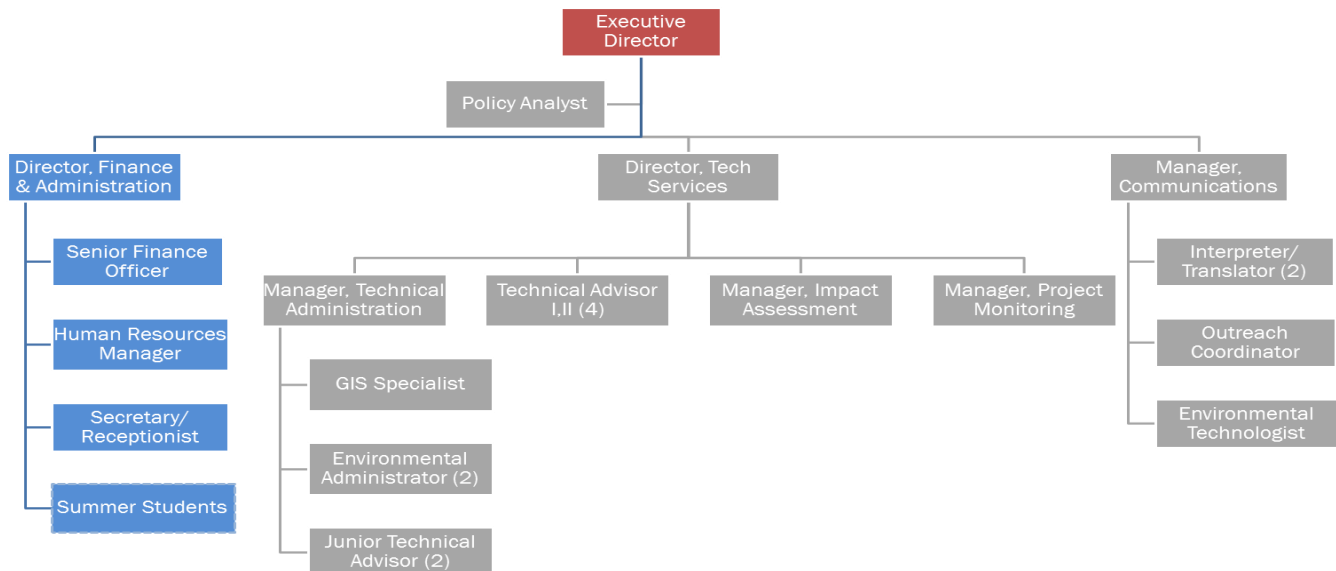 Executive
Director
Policy Analyst
Director, Finance
& Administration
Director, Tech
Services
Manager,
Communications
Senior Finance
Officer
Human Resources
Manager
Secretary/
Receptionist
Summer Students
Manager, Technical
Administration
Technical Advisor
I,II (4)
Manager, Impact
Assessment
Manager, Project
Monitoring
GIS Specialist
Environmental
Administrator (2)
Junior Technical
Advisor (2)
Interpreter/
Translator (2)
Outreach
Coordinator
Environmental
Technologist